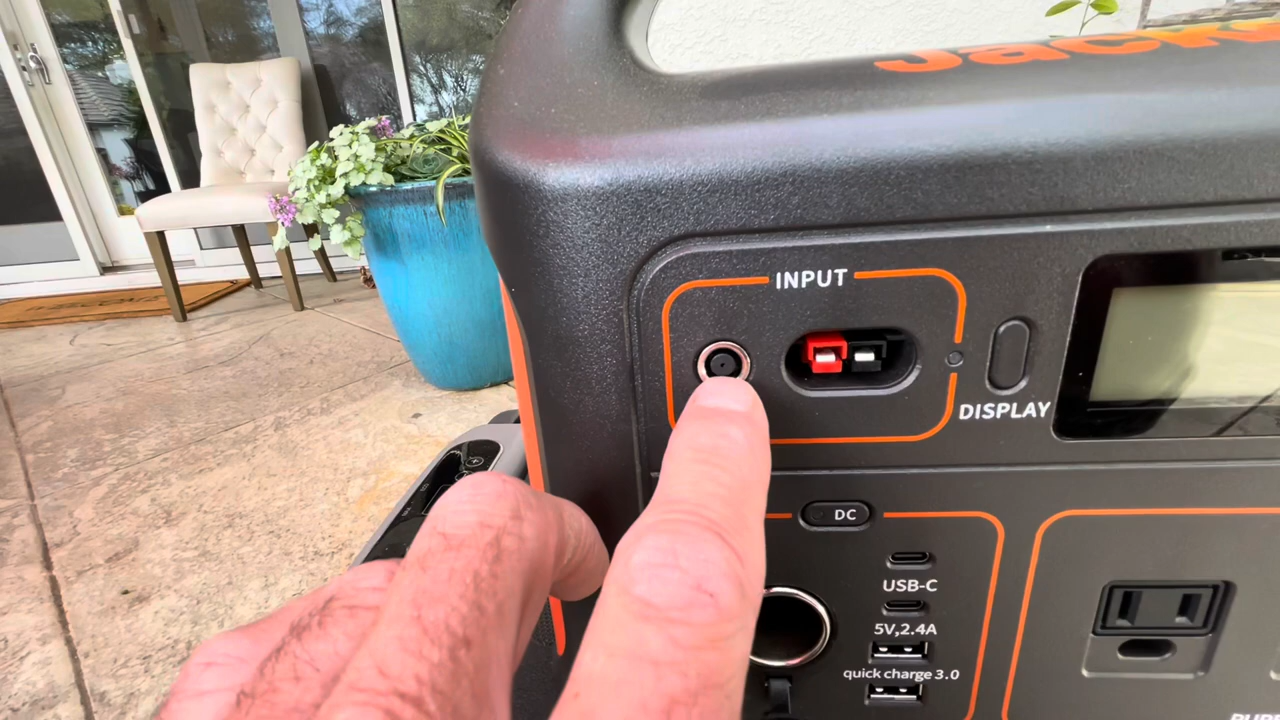 INPUT
DISPLAY
DC
USB-C
5V,2.4A
quick charge 3.0